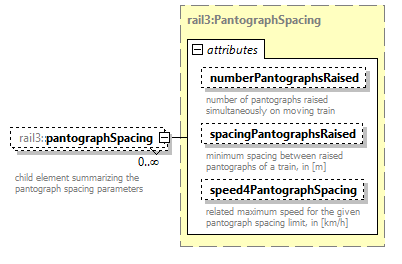 rail3:PantographSpacing
attributes
numberPantographsRaised
number of pantographs raised
simultaneously on moving train
rail3::pantographSpacing
0..∞
child element summarizing the
pantograph spacing parameters
spacingPantographsRaised
minimum spacing between raised
pantographs of a train, in [m]
speed4PantographSpacing
related maximum speed for the given
pantograph spacing limit, in [km/h]